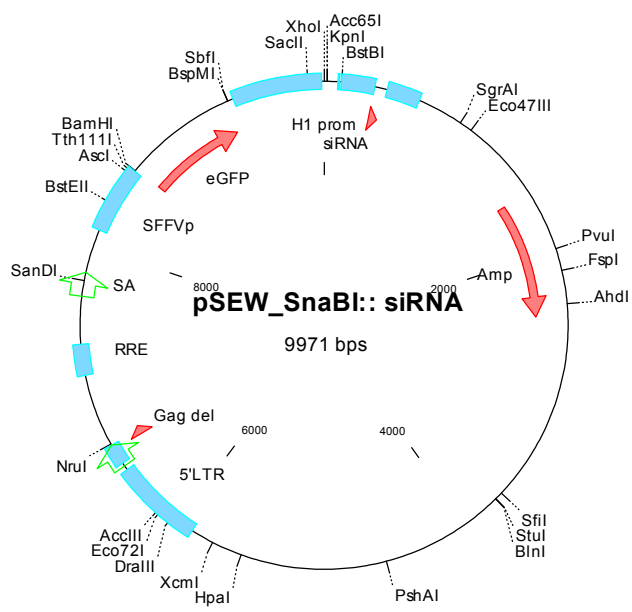 XhoI
Acc65I
SacII
KpnI
BstBI
SbfI
BspMI
SgrAI
Eco47III
H1 prom
siRNA
BamHI
Tth111I
AscI
eGFP
BstEII
SFFVp
PvuI
FspI
SanDI
SA
8000
2000
Amp
AhdI
pSEW_SnaBI:: siRNA
9971 bps
RRE
Gag del
6000
4000
NruI
5'LTR
SfiI
StuI
BlnI
AccIII
Eco72I
DraIII
XcmI
HpaI
PshAI